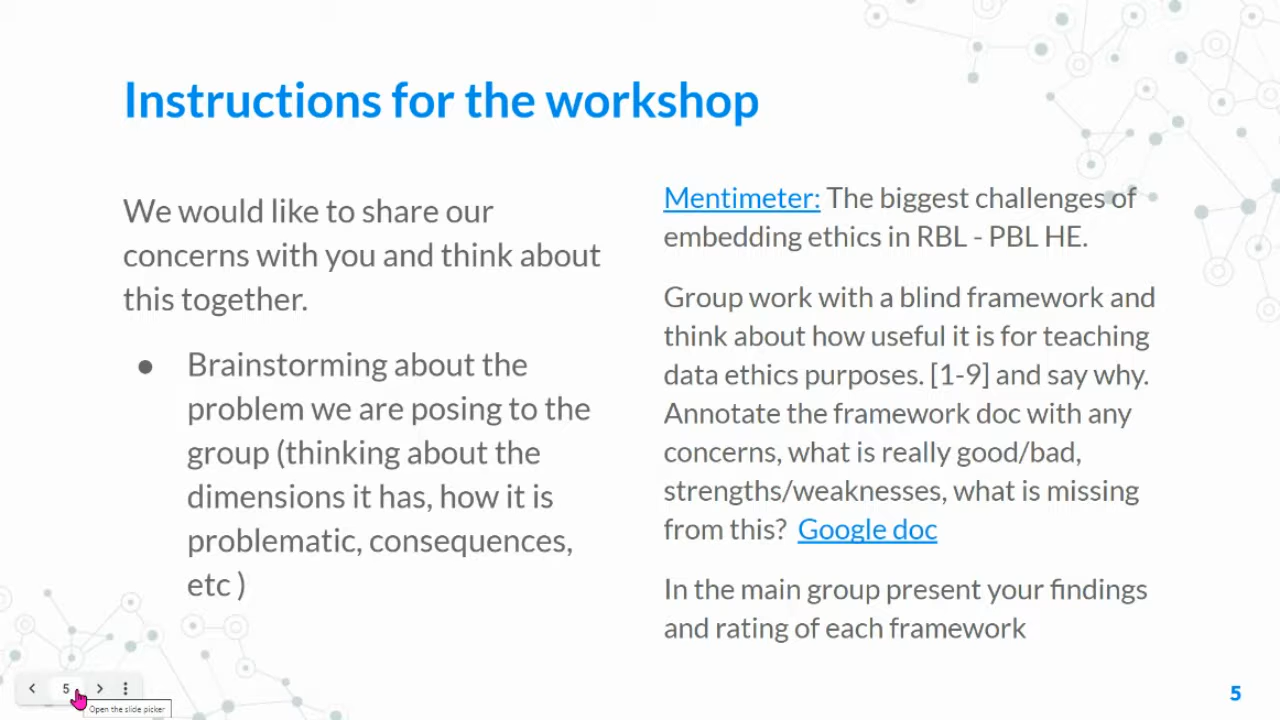 Instructions for the workshop
We would like to share our
concerns with you and think about
this together.
● Brainstorming about the
problem we are posing to the
group (thinking about the
dimensions it has, how it is
problematic, consequences,
etc )
Mentimeter: The biggest challenges of
embedding ethics in RBL - PBL HE.
Group work with a blind framework and
think about how useful it is for teaching
data ethics purposes. [1-9] and say why.
Annotate the framework doc with any
concerns, what is really good/bad,
strengths/weaknesses, what is missing
from this? Google doc
In the main group present your findings
and rating of each framework
5
Open the slide picker
5